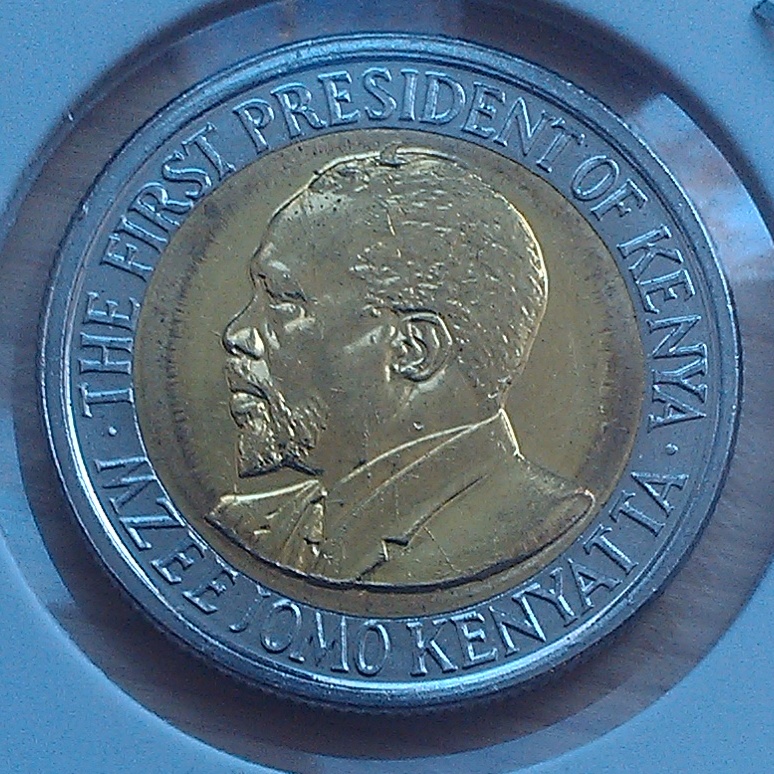 THE FIRST PRESIDENT OF KENYA
· MZEE JOMO KENYATTA ·